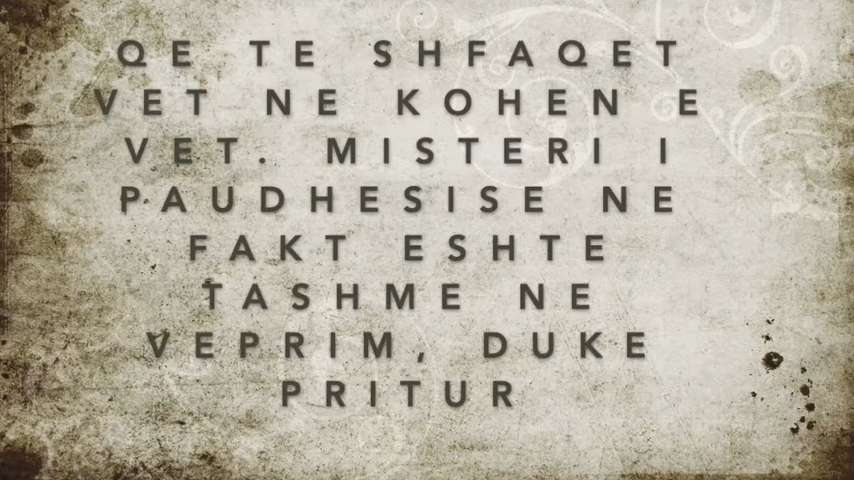 QE TE SHFAQET
VET NE KOHEN E
VET. MISTERI I
PAUDHESISE NE
FAKT ESHTE
TASHME NE
VEPRIM, DUKE
PRITUR